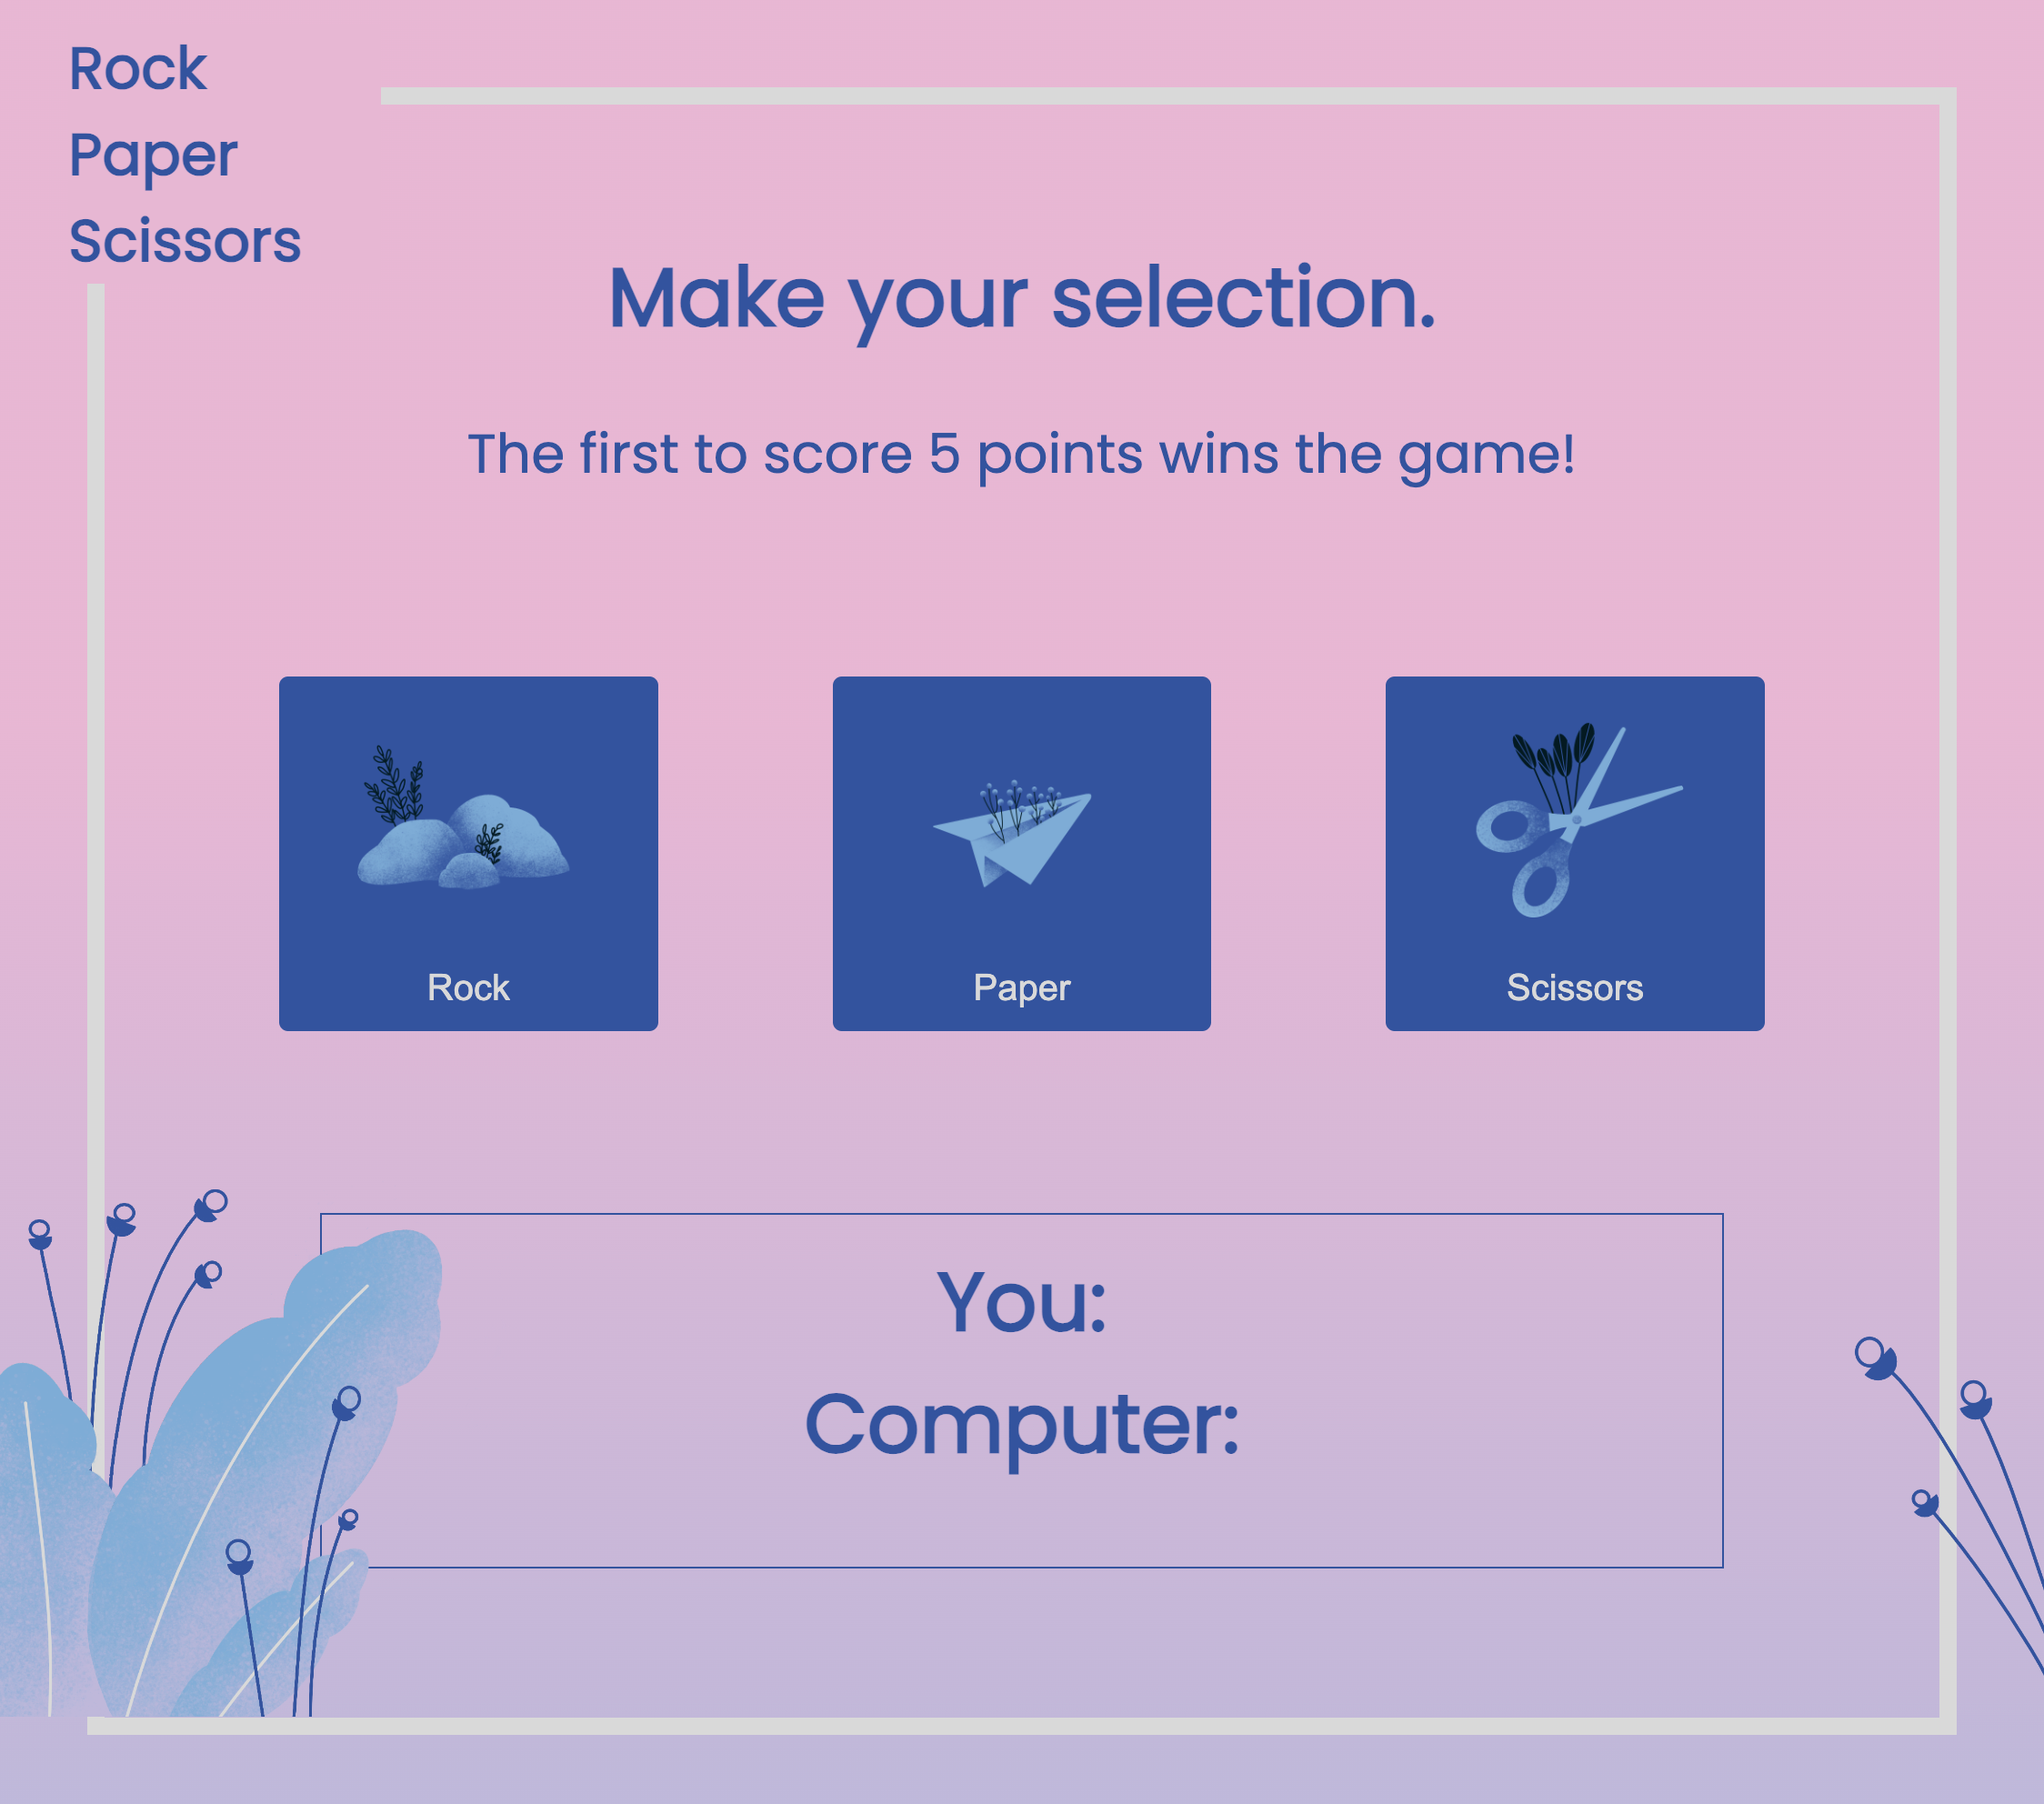 Rock
Paper
Scissors
Make your selection.
The first to score 5 points wins the game!
Rock
Paper
Scissors
You:
Computer: